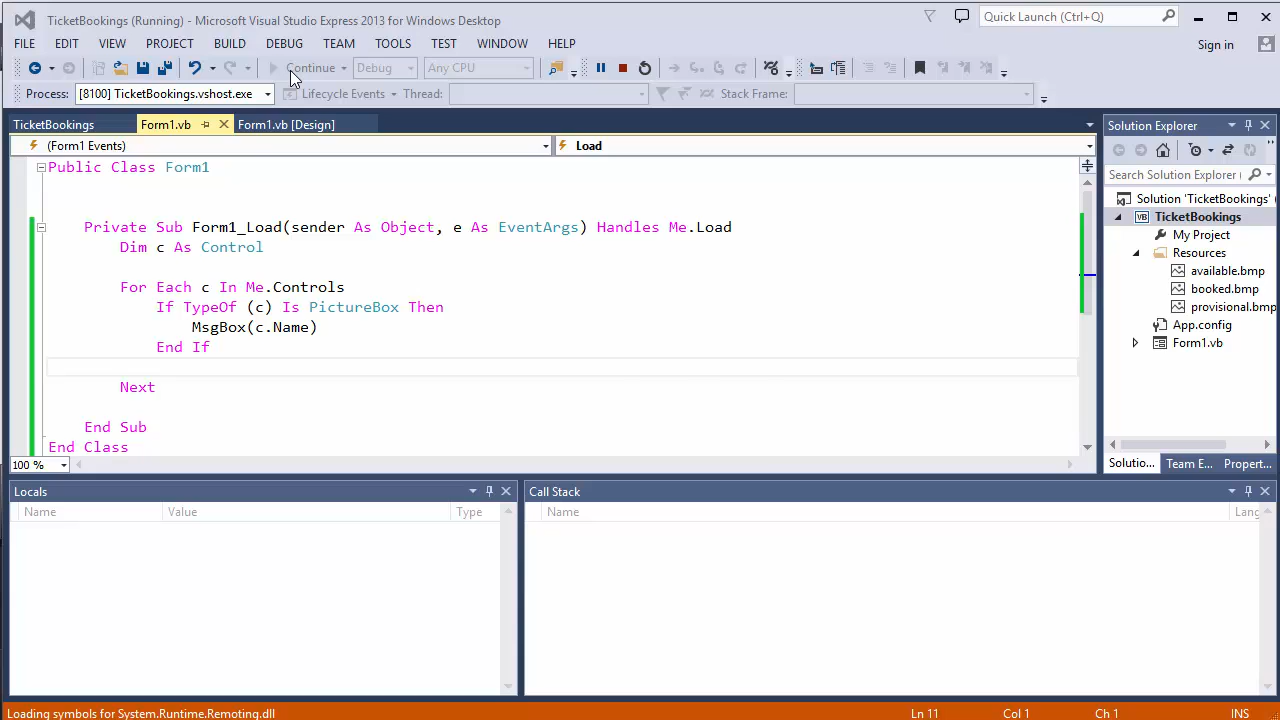 TicketBookings (Running) - Microsoft Visual Studio Express 2013 for Windows Desktop
Quick Launch (Ctrl+Q)
FILE EDIT VIEW PROJECT BUILD DEBUG TEAM TOOLS TEST WINDOW HELP
Sign in
Continue Debug Any CPU
Process: [8100] TicketBookings.vshost.exe Lifecycle Events Thread: Stack Frame:
TicketBookings Form1.vb Form1.vb [Design]
(Form1 Events) Load
Public Class Form1
Private Sub Form1_Load(sender As Object, e As EventArgs) Handles Me.Load
Dim c As Control
For Each c In Me.Controls
If TypeOf (c) Is PictureBox Then
MsgBox(c.Name)
End If
Next
End Sub
End Class
100 %
Solution Explorer
Search Solution Explorer (
Solution 'TicketBookings' (
VB TicketBookings
My Project
Resources
available.bmp
booked.bmp
provisional.bmp
App.config
Form1.vb
Solutio... Team E... Propert...
Locals
Name Value Type
Call Stack
Name Lang
Loading symbols for System.Runtime.Remoting.dll Ln 11 Col 1 Ch 1 INS